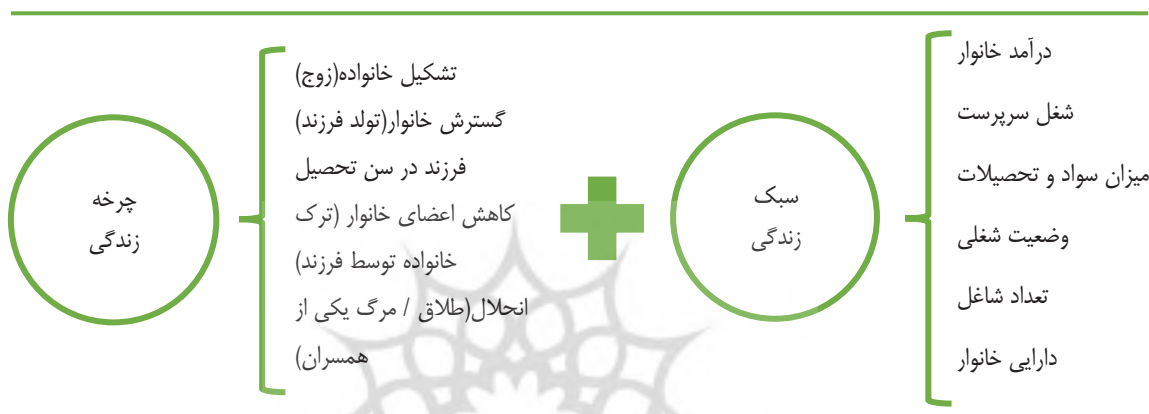 درآمد خانوار
شغل سرپرست
میزان سواد و تحصیلات
وضعیت شغلی
تعداد شاغل
دارایی خانوار
سبک
زندگی
تشکیل خانواده(زوج)
گسترش خانوار(تولد فرزند)
فرزند در سن تحصیل
کاهش اعضای خانوار (ترک
خانواده توسط فرزند)
انحلال(طلاق / مرگ یکی از
همسران)
چرخه
زندگی